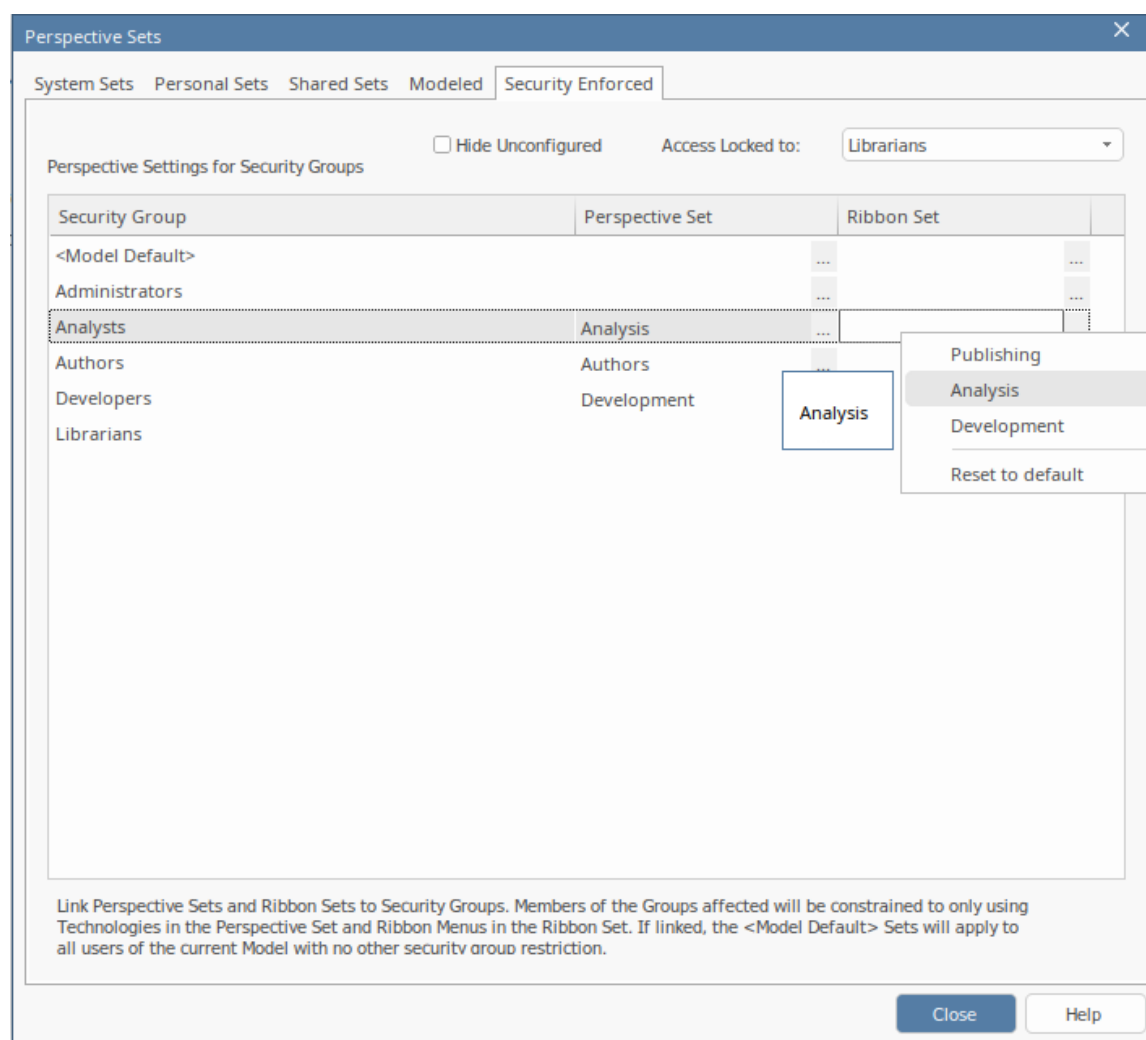 Perspective Sets
System Sets Personal Sets Shared Sets Modeled Security Enforced
Hide Unconfigured Access Locked to: Librarians
Perspective Settings for Security Groups
Security Group Perspective Set Ribbon Set
<Model Default> ... ...
Administrators ... ...
Analysts Analysis ...
Authors Authors ...
Developers Development
Librarians
Analysis
Publishing
Analysis
Development
Reset to default
Link Perspective Sets and Ribbon Sets to Security Groups. Members of the Groups affected will be constrained to only using
Technologies in the Perspective Set and Ribbon Menus in the Ribbon Set. If linked, the <Model Default> Sets will apply to
all users of the current Model with no other security group restriction.
Close Help